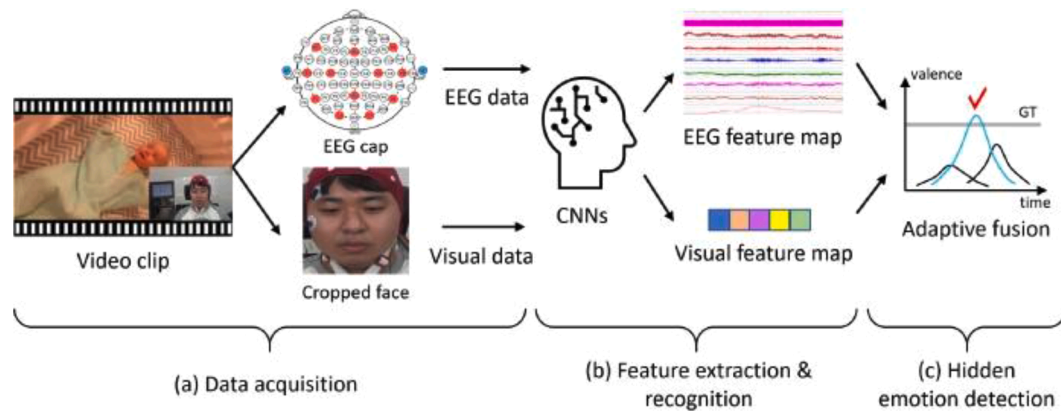 EEG cap
EEG data
Video clip
Cropped face
Visual data
CNNs
EEG feature map
Visual feature map
valence
GT
time
Adaptive fusion
(a) Data acquisition
(b) Feature extraction &
recognition
(c) Hidden
emotion detection